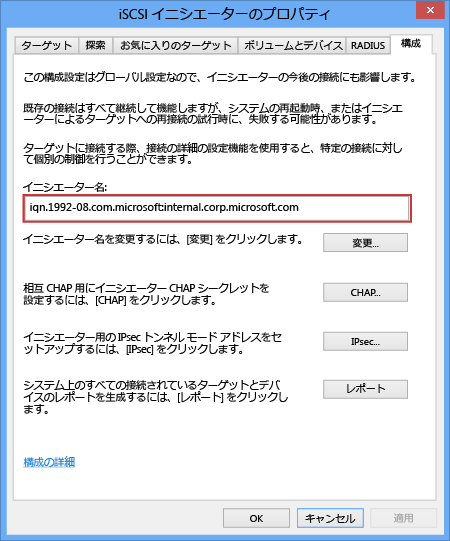 iSCSI イニシエーターのプロパティ
ターゲット 探索 お気に入りのターゲット ボリュームとデバイス RADIUS 構成
この構成設定はグローバル設定なので、イニシエーターの今後の接続にも影響します。
既存の接続はすべて継続して機能しますが、システムの再起動時、またはイニシエ
ーターによるターゲットへの再接続の試行時に、失敗する可能性があります。
ターゲットに接続する際、接続の詳細の設定機能を使用すると、特定の接続に対し
て個別の制御を行うことができます。
イニシエーター名:
iqn.1992-08.com.microsoft:internal.corp.microsoft.com
イニシエーター名を変更するには、[変更] をクリックします。
変更...
相互 CHAP 用にイニシエーター CHAP シークレットを
設定するには、[CHAP] をクリックします。
CHAP...
イニシエーター用の IPsec トンネル モード アドレスをセ
ットアップするには、[IPsec] をクリックします。
IPsec...
システム上のすべての接続されているターゲットとデバ
イスのレポートを生成するには、[レポート] をクリックし
ます。
レポート
構成の詳細
OK キャンセル 適用